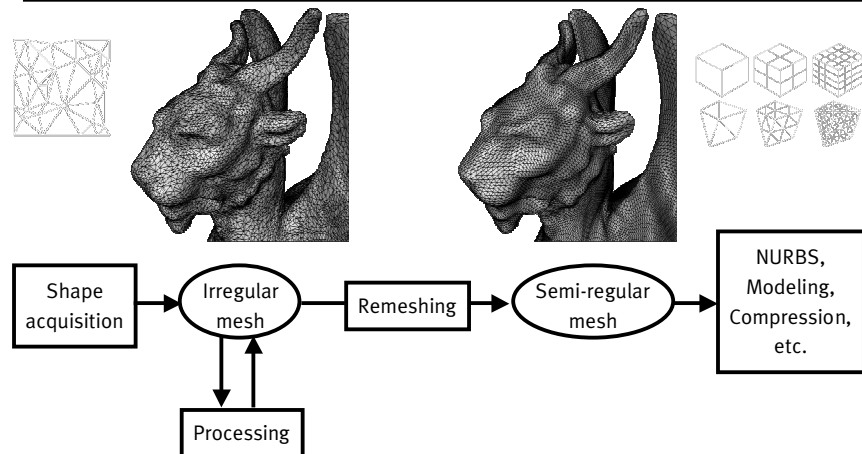 Shape
acquisition
Irregular
mesh
Remeshing
Semi-regular
mesh
NURBS,
Modeling,
Compression,
etc.
Processing